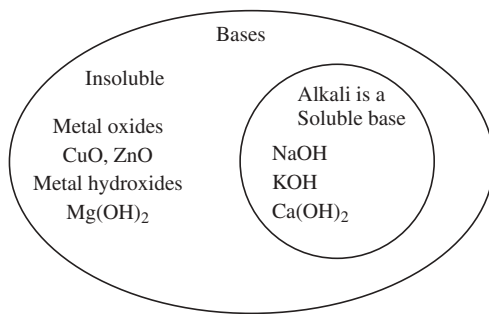 Bases
Insoluble
Metal oxides
CuO, ZnO
Metal hydroxides
Mg(OH)₂
Alkali is a
Soluble base
NaOH
KOH
Ca(OH)₂